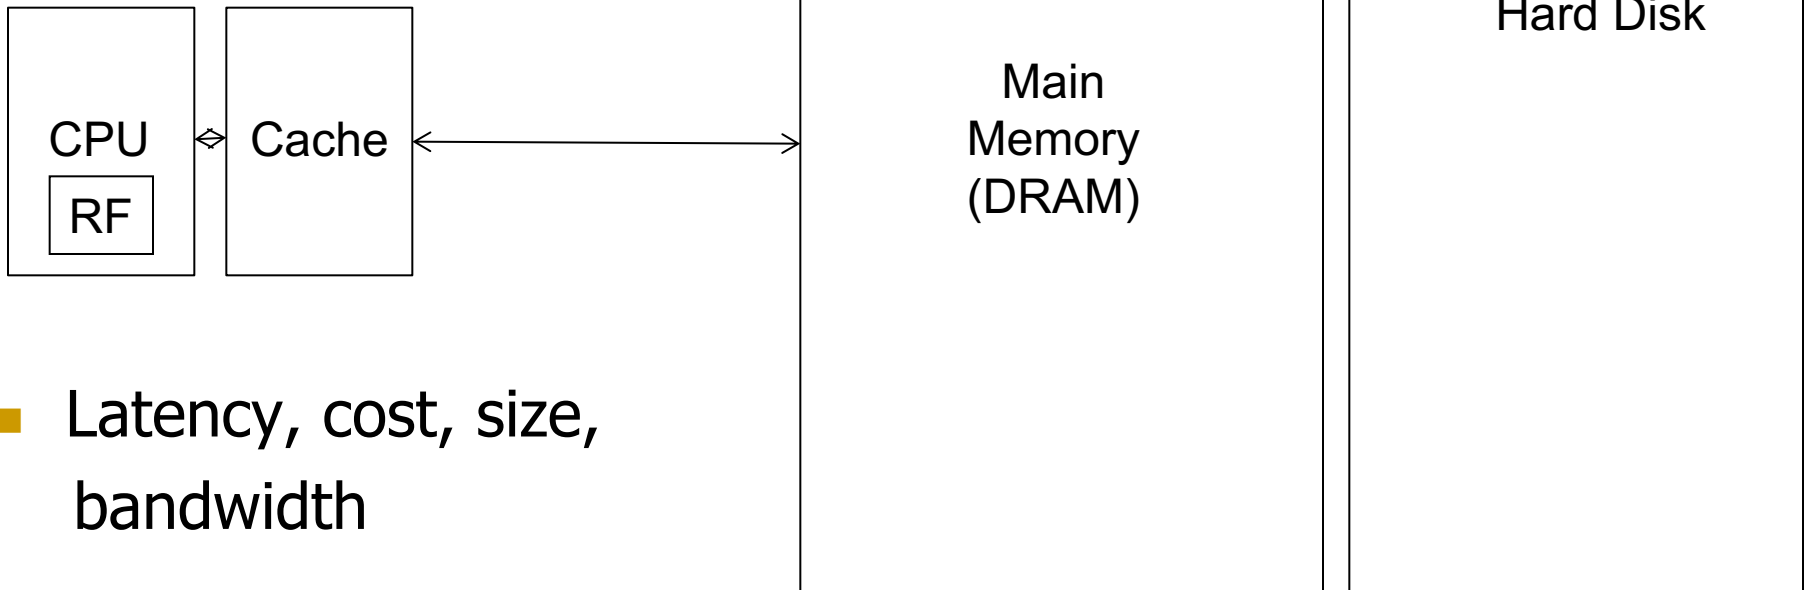 Hard Disk
Main
Memory
(DRAM)
CPU
Cache
RF
Latency, cost, size,
bandwidth